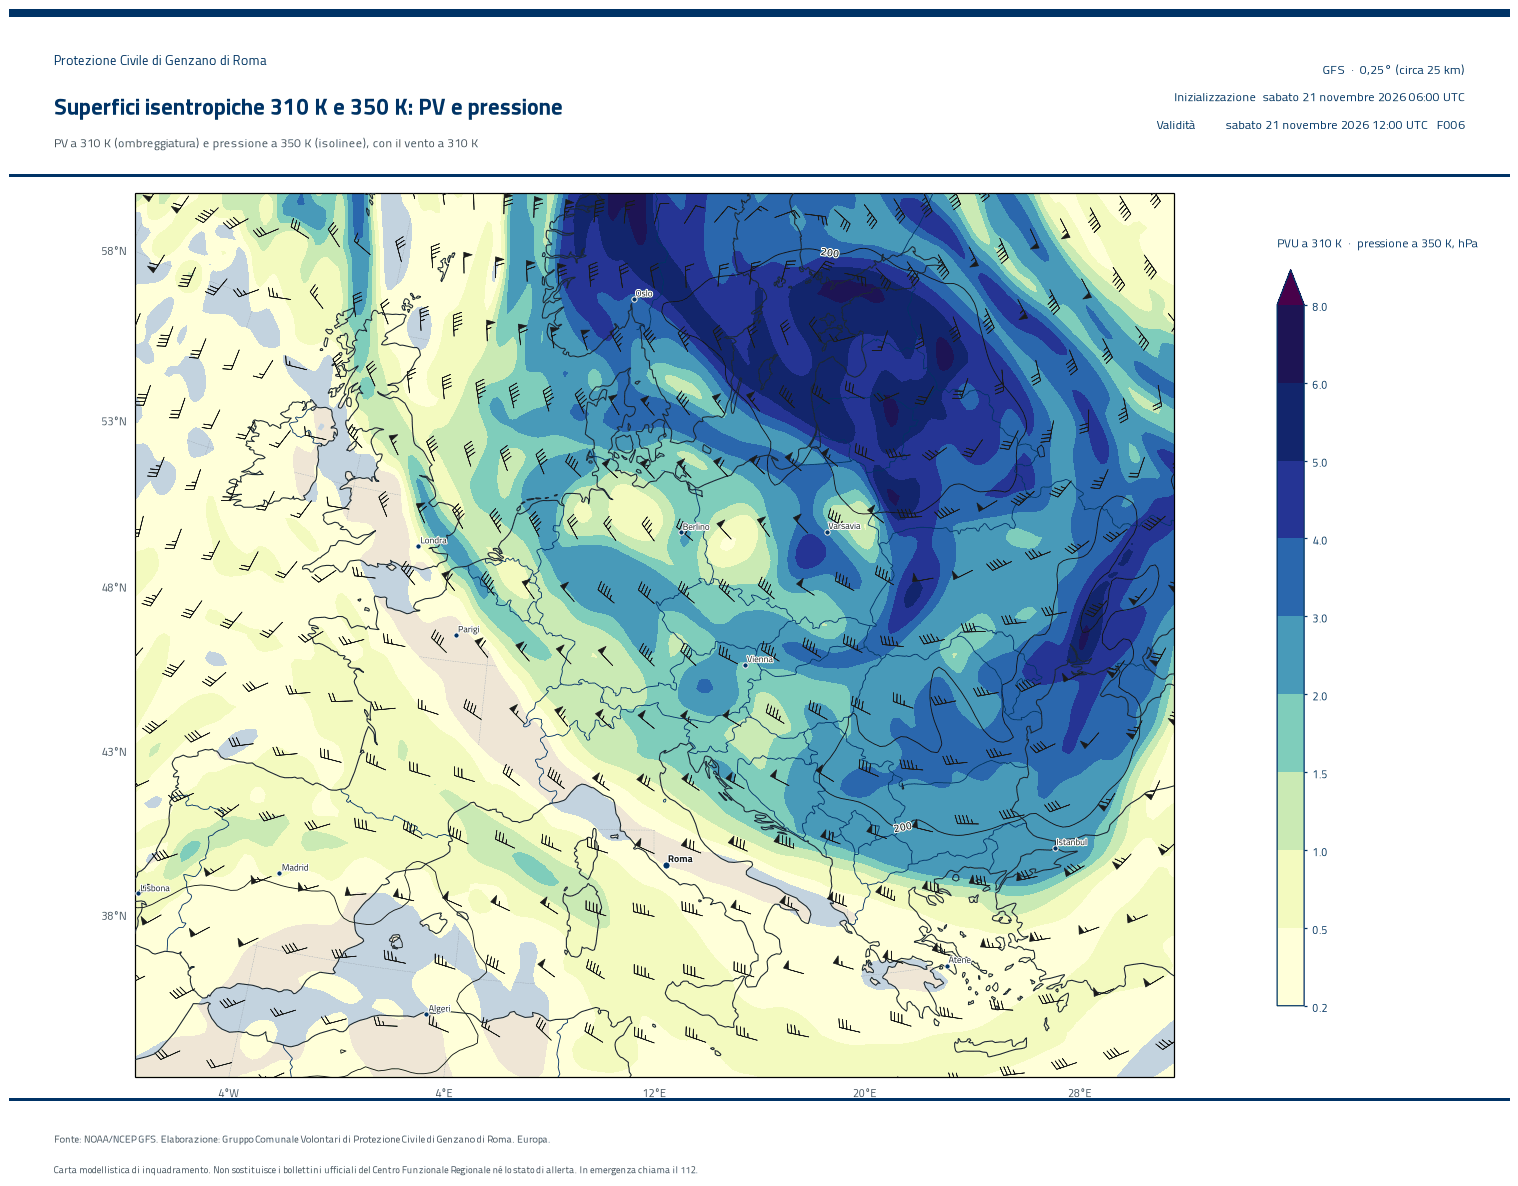 Protezione Civile di Genzano di Roma
Superfici isentropiche 310 K e 350 K: PV e pressione
PV a 310 K (ombreggiatura) e pressione a 350 K (isolinee), con il vento a 310 K
GFS · 0,25° (circa 25 km)
Inizializzazione sabato 21 novembre 2026 06:00 UTC
Validità sabato 21 novembre 2026 12:00 UTC F006
PVU a 310 K · pressione a 350 K, hPa
8.0
6.0
5.0
4.0
3.0
2.0
1.5
1.0
0.5
0.2
58°N
53°N
48°N
43°N
38°N
4°W
4°E
12°E
20°E
28°E
200
Oslo
Berlino
Varsavia
Londra
Parigi
Vienna
200
Istanbul
Roma
Madrid
Lisbona
Atene
Algeri
Fonte: NOAA/NCEP GFS. Elaborazione: Gruppo Comunale Volontari di Protezione Civile di Genzano di Roma. Europa.
Carta modellistica di inquadramento. Non sostituisce i bollettini ufficiali del Centro Funzionale Regionale né lo stato di allerta. In emergenza chiama il 112.